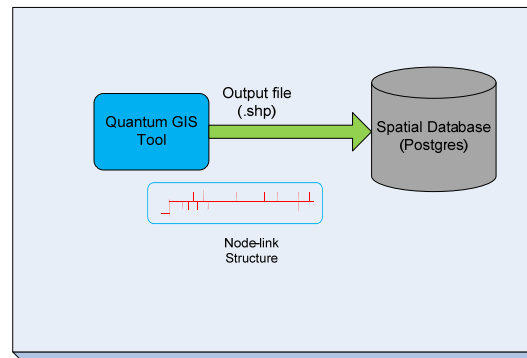 Output file
(.shp)
Quantum GIS
Tool
Spatial Database
(Postgres)
Node-link
Structure